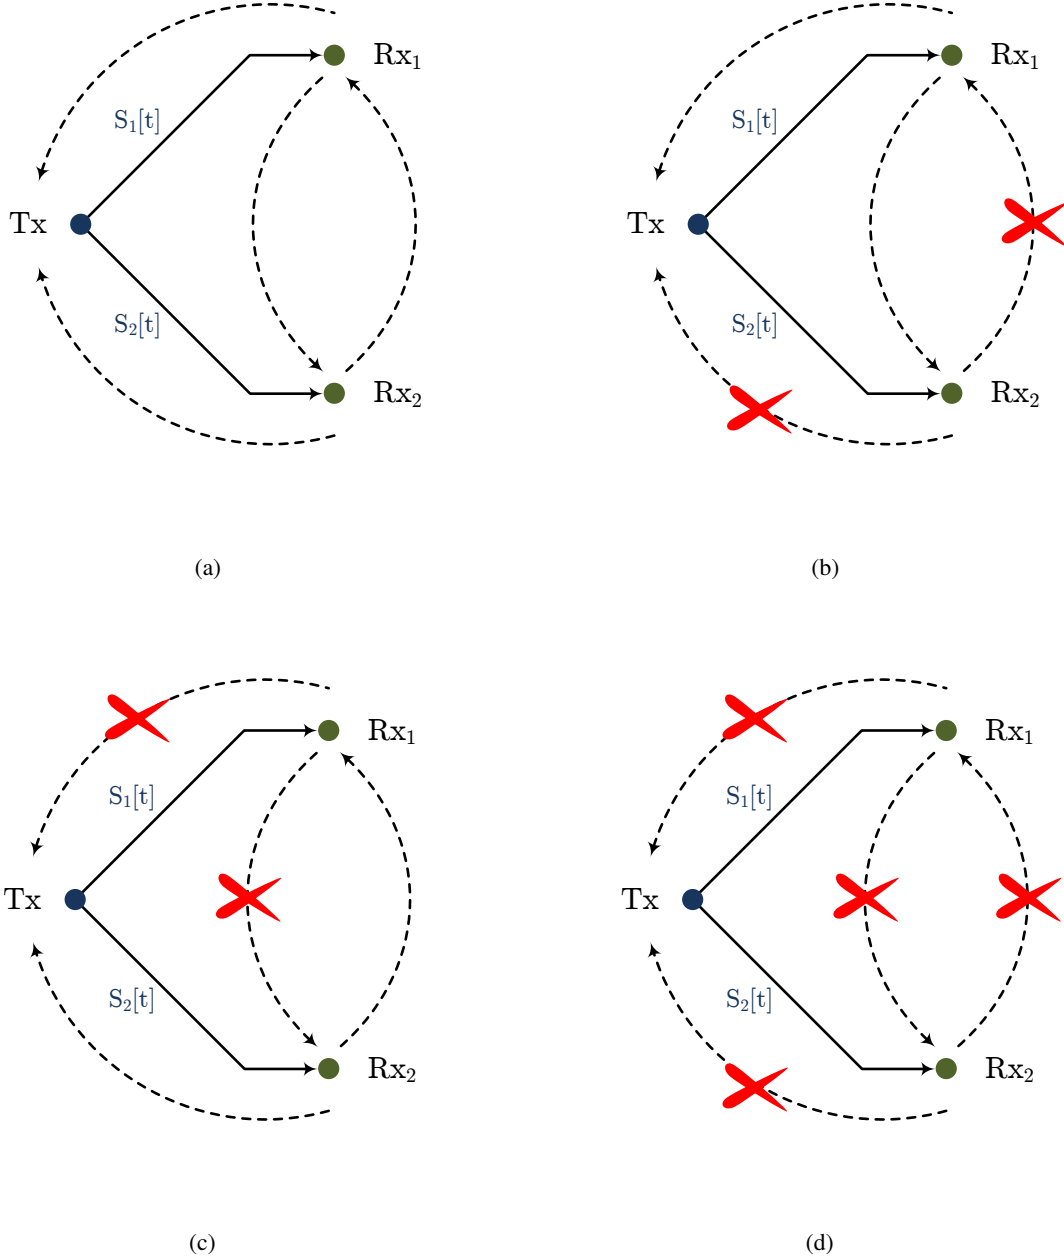 Rx1
S1[t]
Tx
S2[t]
Rx2
(a)
Rx1
S1[t]
Tx
S2[t]
Rx2
(b)
Rx1
S1[t]
Tx
S2[t]
Rx2
(c)
Rx1
S1[t]
Tx
S2[t]
Rx2
(d)